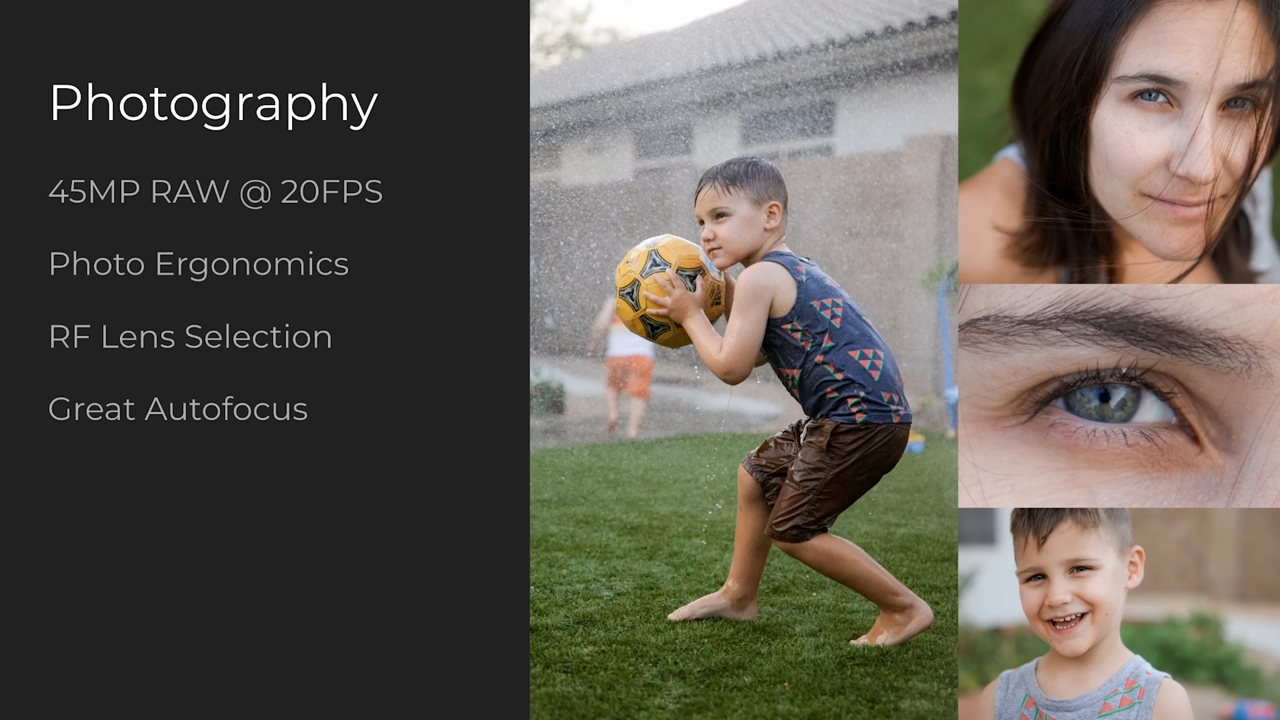 Photography
45MP RAW @ 20FPS
Photo Ergonomics
RF Lens Selection
Great Autofocus